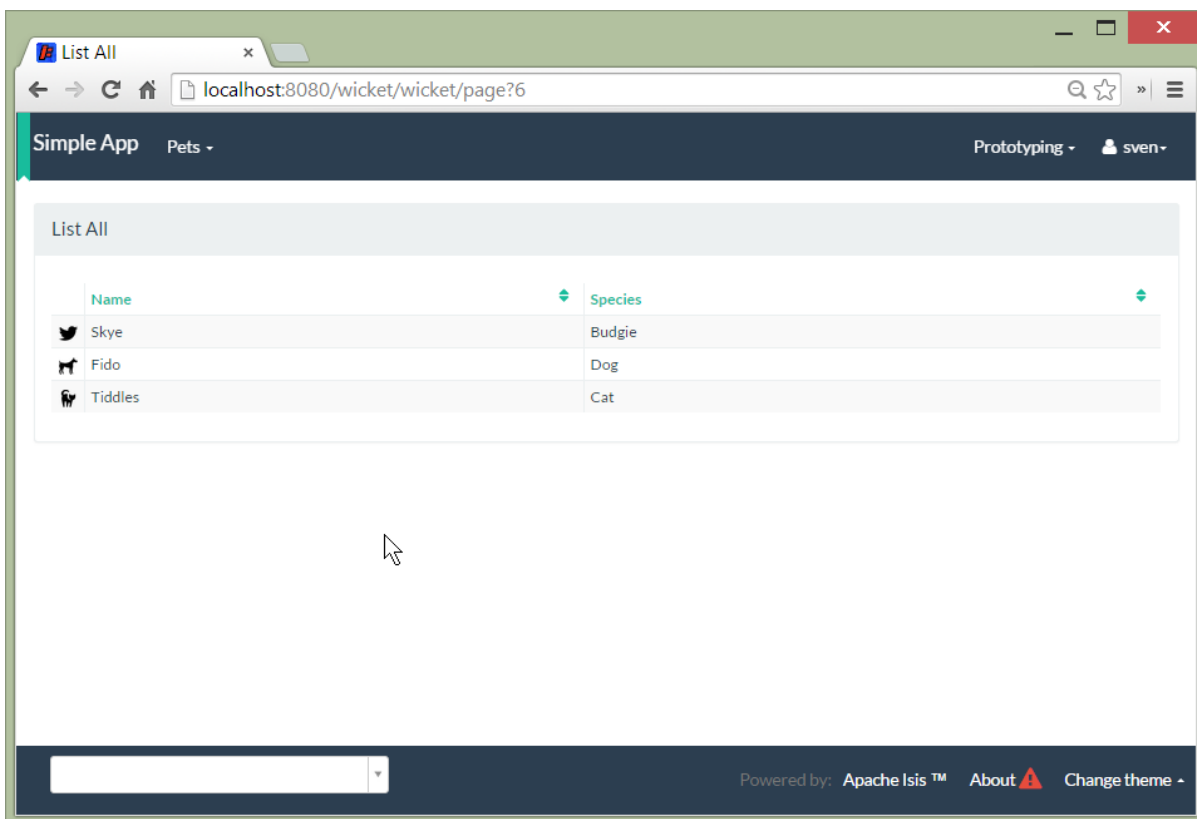 List All
localhost:8080/wicket/wicket/page?6
Simple App Pets Prototyping sven
List All
Name Species
Skye Budgie
Fido Dog
Tiddles Cat
Powered by: Apache Isis ™ About Change theme